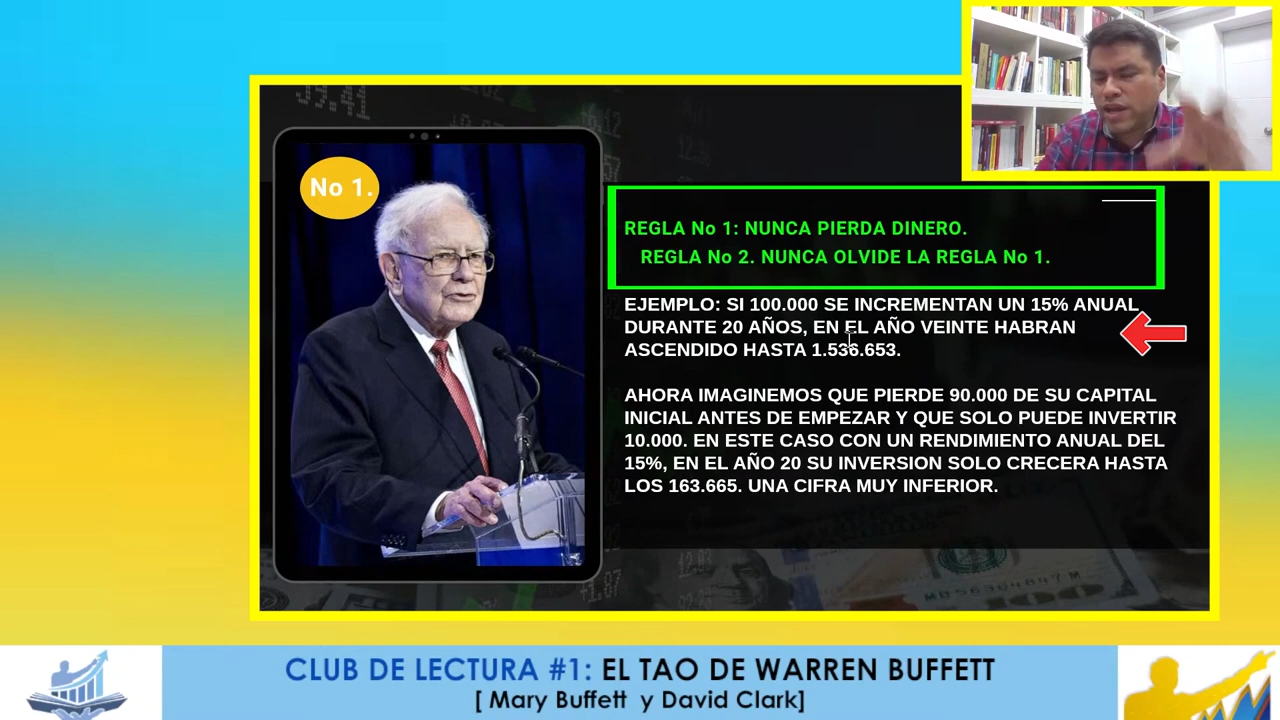 No 1.
REGLA No 1: NUNCA PIERDA DINERO.
REGLA No 2. NUNCA OLVIDE LA REGLA No 1.
EJEMPLO: SI 100.000 SE INCREMENTAN UN 15% ANUAL
DURANTE 20 AÑOS, EN EL AÑO VEINTE HABRAN
ASCENDIDO HASTA 1.536.653.
AHORA IMAGINEMOS QUE PIERDE 90.000 DE SU CAPITAL
INICIAL ANTES DE EMPEZAR Y QUE SOLO PUEDE INVERTIR
10.000. EN ESTE CASO CON UN RENDIMIENTO ANUAL DEL
15%, EN EL AÑO 20 SU INVERSION SOLO CRECERA HASTA
LOS 163.665. UNA CIFRA MUY INFERIOR.
CLUB DE LECTURA #1: EL TAO DE WARREN BUFFETT
[ Mary Buffett y David Clark]